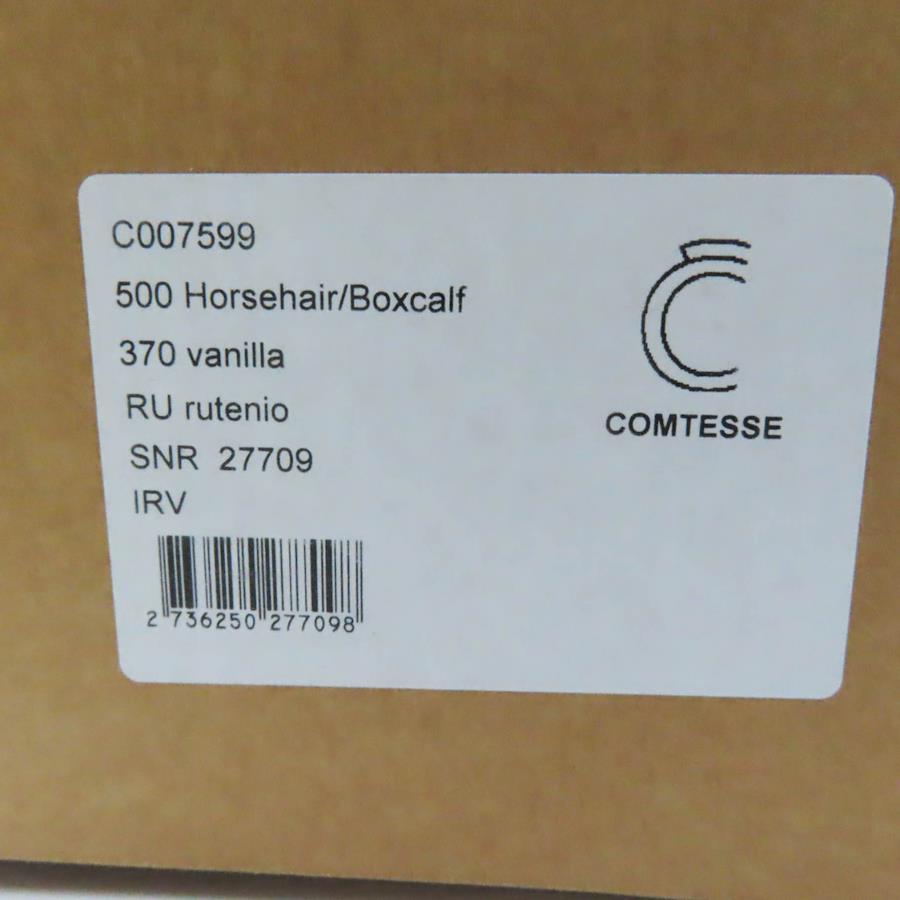 C007599
500 Horsehair/Boxcalf
370 vanilla
RU rutenio
SNR 27709
IRV
2 736250 277098
COMTESSE